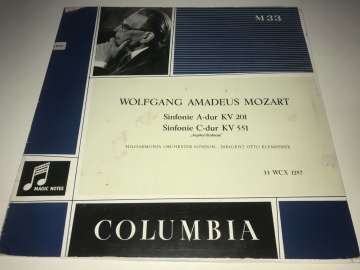 M 33
WOLFGANG AMADEUS MOZART
Sinfonie A-dur KV 201
Sinfonie C-dur KV 551
„Jupiter-Sinfonie“
PHILHARMONIA ORCHESTER LONDON · DIRIGENT OTTO KLEMPERER
33 WCX 1257
MAGIC NOTES
COLUMBIA